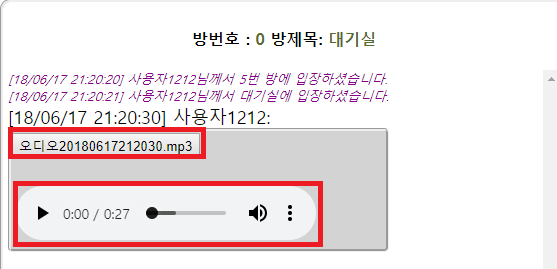 방번호 : 0 방제목: 대기실
[18/06/17 21:20:20] 사용자1212님께서 5번 방에 입장하셨습니다.
[18/06/17 21:20:21] 사용자1212님께서 대기실에 입장하셨습니다.
[18/06/17 21:20:30] 사용자1212:
오디오20180617212030.mp3
0:00 / 0:27